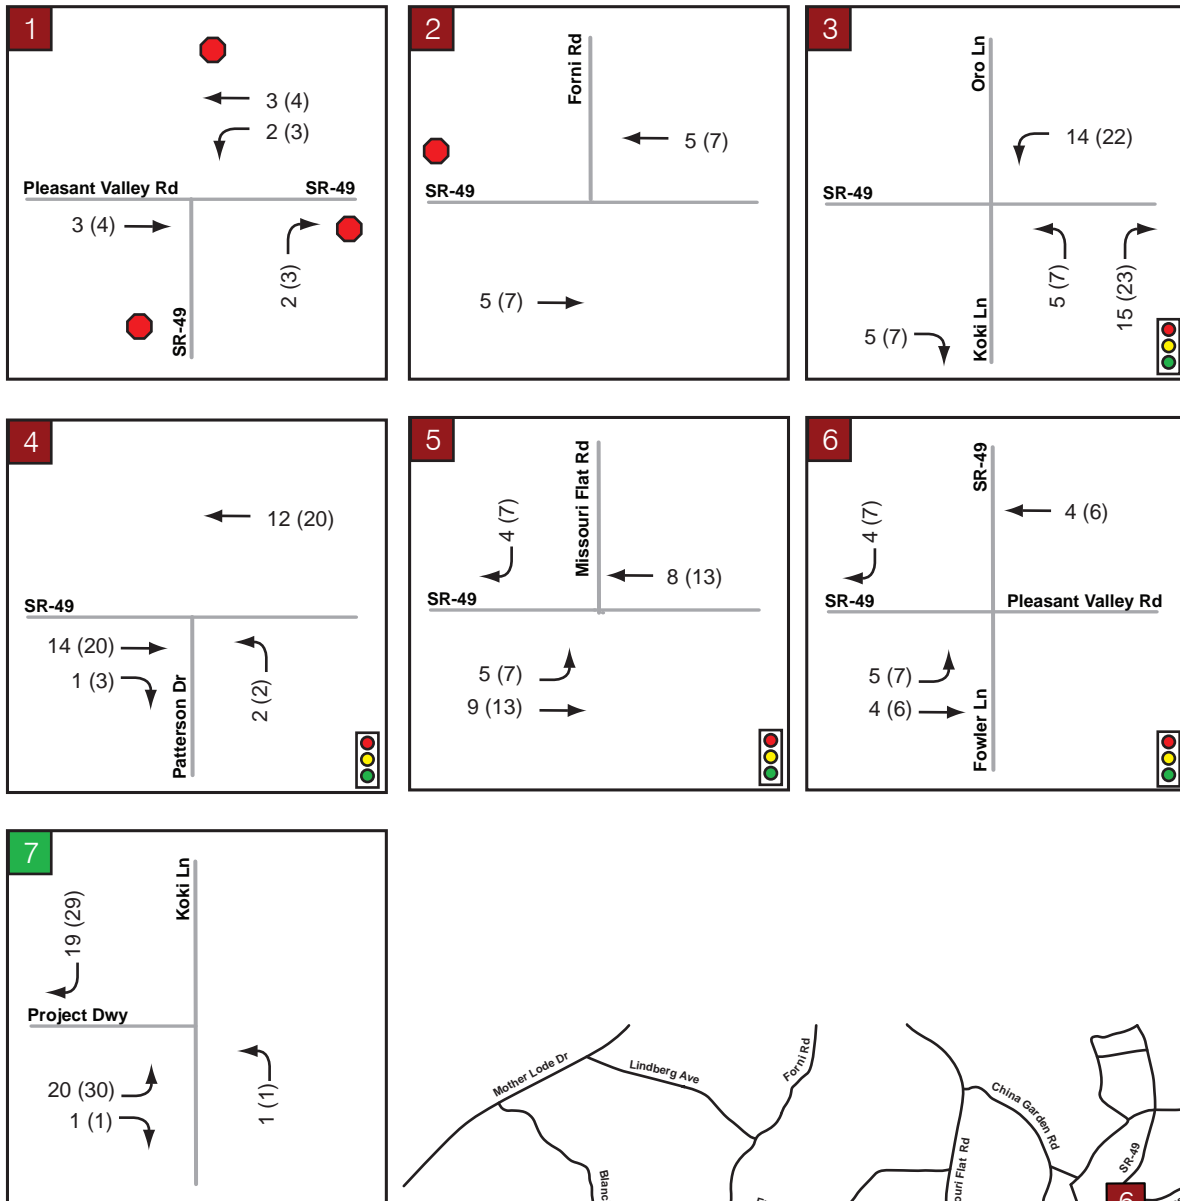 1
3 (4)
2 (3)
Pleasant Valley Rd
SR-49
3 (4)
2 (3)
SR-49
2
Forni Rd
5 (7)
SR-49
5 (7)
3
Oro Ln
14 (22)
SR-49
5 (7)
15 (23)
5 (7)
Koki Ln
4
12 (20)
SR-49
14 (20)
1 (3)
2 (2)
Patterson Dr
5
4 (7)
Missouri Flat Rd
8 (13)
SR-49
5 (7)
9 (13)
6
SR-49
4 (6)
4 (7)
SR-49
Pleasant Valley Rd
5 (7)
4 (6)
Fowler Ln
7
Koki Ln
19 (29)
Project Dwy
20 (30)
1 (1)
1 (1)
Mother Lode Dr
Lindberg Ave
Forni Rd
China Garden Rd
Blanc
ouri Flat Rd
SR-49
6